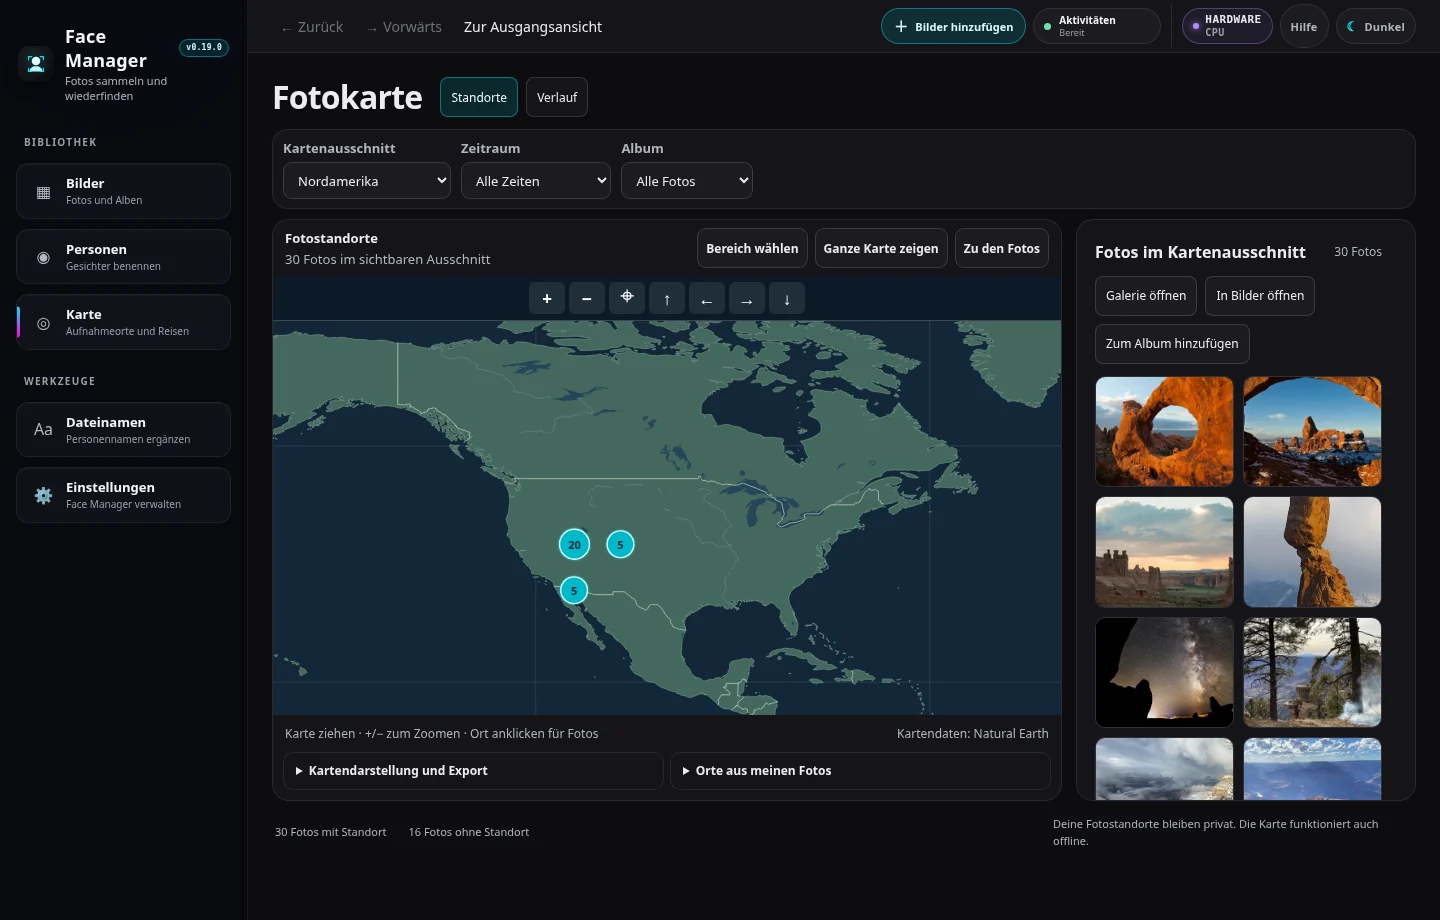 Face
Manager
v0.19.0
Fotos sammeln und
wiederfinden
BIBLIOTHEK
Bilder
Fotos und Alben
Personen
Gesichter benennen
Karte
Aufnahmeorte und Reisen
WERKZEUGE
Aa
Dateinamen
Personennamen ergänzen
Einstellungen
Face Manager verwalten
← Zurück
→ Vorwärts
Zur Ausgangsansicht
+ Bilder hinzufügen
Aktivitäten
Bereit
HARDWARE
CPU
Hilfe
Dunkel
Fotokarte
Standorte
Verlauf
Kartenausschnitt
Nordamerika
Zeitraum
Alle Zeiten
Album
Alle Fotos
Fotostandorte
30 Fotos im sichtbaren Ausschnitt
Bereich wählen
Ganze Karte zeigen
Zu den Fotos
+ − ⌖ ↑ ← → ↓
20
5
5
Karte ziehen · +/− zum Zoomen · Ort anklicken für Fotos
Kartendaten: Natural Earth
▶ Kartendarstellung und Export
▶ Orte aus meinen Fotos
Fotos im Kartenausschnitt
30 Fotos
Galerie öffnen
In Bilder öffnen
Zum Album hinzufügen
30 Fotos mit Standort
16 Fotos ohne Standort
Deine Fotostandorte bleiben privat. Die Karte funktioniert auch
offline.